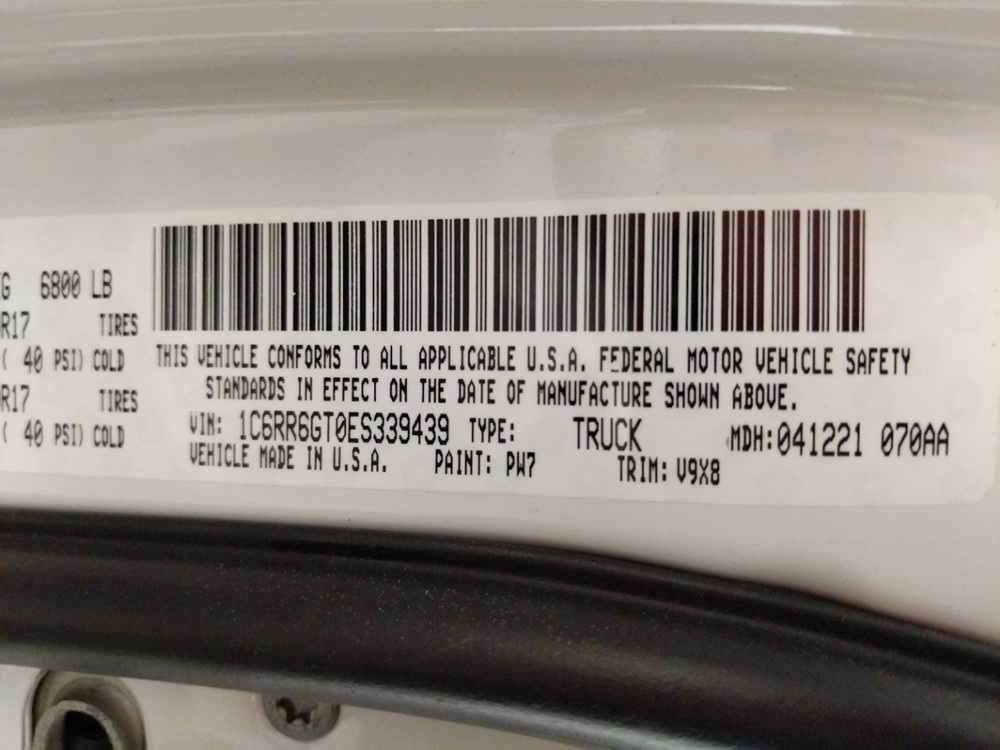 G 6800 LB
R17 TIRES
( 40 PSI) COLD
R17 TIRES
( 40 PSI) COLD
THIS VEHICLE CONFORMS TO ALL APPLICABLE U.S.A. FEDERAL MOTOR VEHICLE SAFETY
STANDARDS IN EFFECT ON THE DATE OF MANUFACTURE SHOWN ABOVE.
VIN: 1C6RR6GT0ES339439 TYPE: TRUCK MDH:041221 070AA
VEHICLE MADE IN U.S.A. PAINT: PW7 TRIM: V9X8